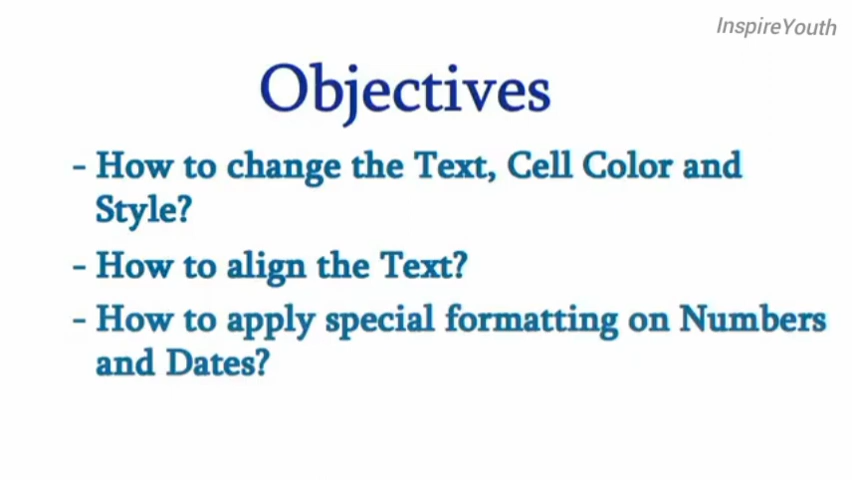 InspireYouth
Objectives
- How to change the Text, Cell Color and
Style?
- How to align the Text?
- How to apply special formatting on Numbers
and Dates?